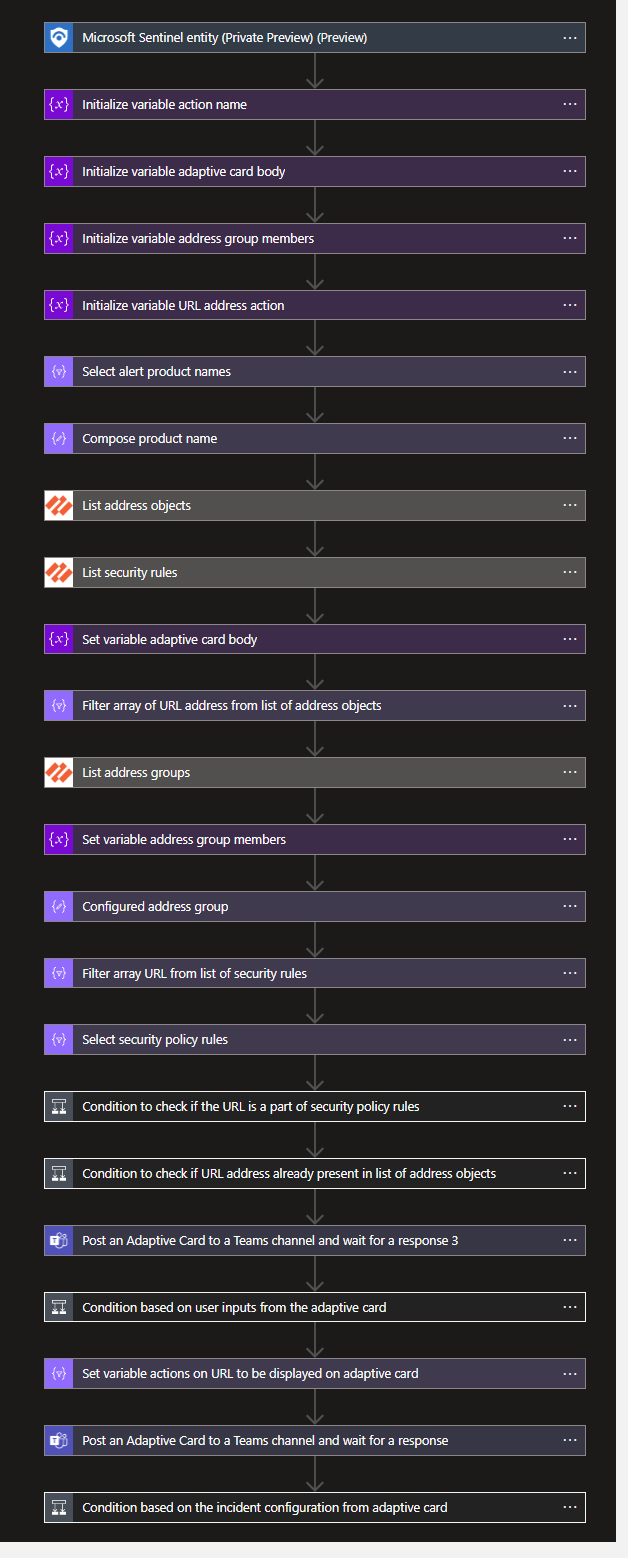 Microsoft Sentinel entity (Private Preview) (Preview)
Initialize variable action name
Initialize variable adaptive card body
Initialize variable address group members
Initialize variable URL address action
Select alert product names
Compose product name
List address objects
List security rules
Set variable adaptive card body
Filter array of URL address from list of address objects
List address groups
Set variable address group members
Configured address group
Filter array URL from list of security rules
Select security policy rules
Condition to check if the URL is a part of security policy rules
Condition to check if URL address already present in list of address objects
Post an Adaptive Card to a Teams channel and wait for a response 3
Condition based on user inputs from the adaptive card
Set variable actions on URL to be displayed on adaptive card
Post an Adaptive Card to a Teams channel and wait for a response
Condition based on the incident configuration from adaptive card